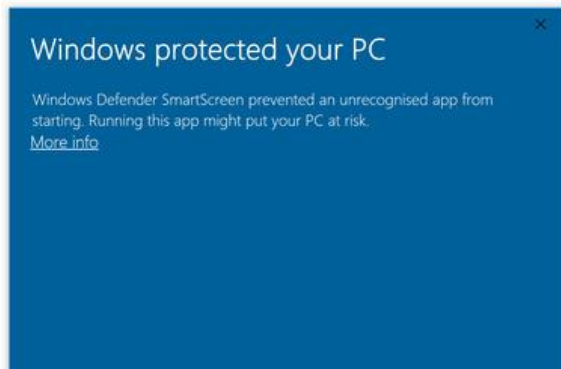 Windows protected your PC
Windows Defender SmartScreen prevented an unrecognised app from
starting. Running this app might put your PC at risk.
More info